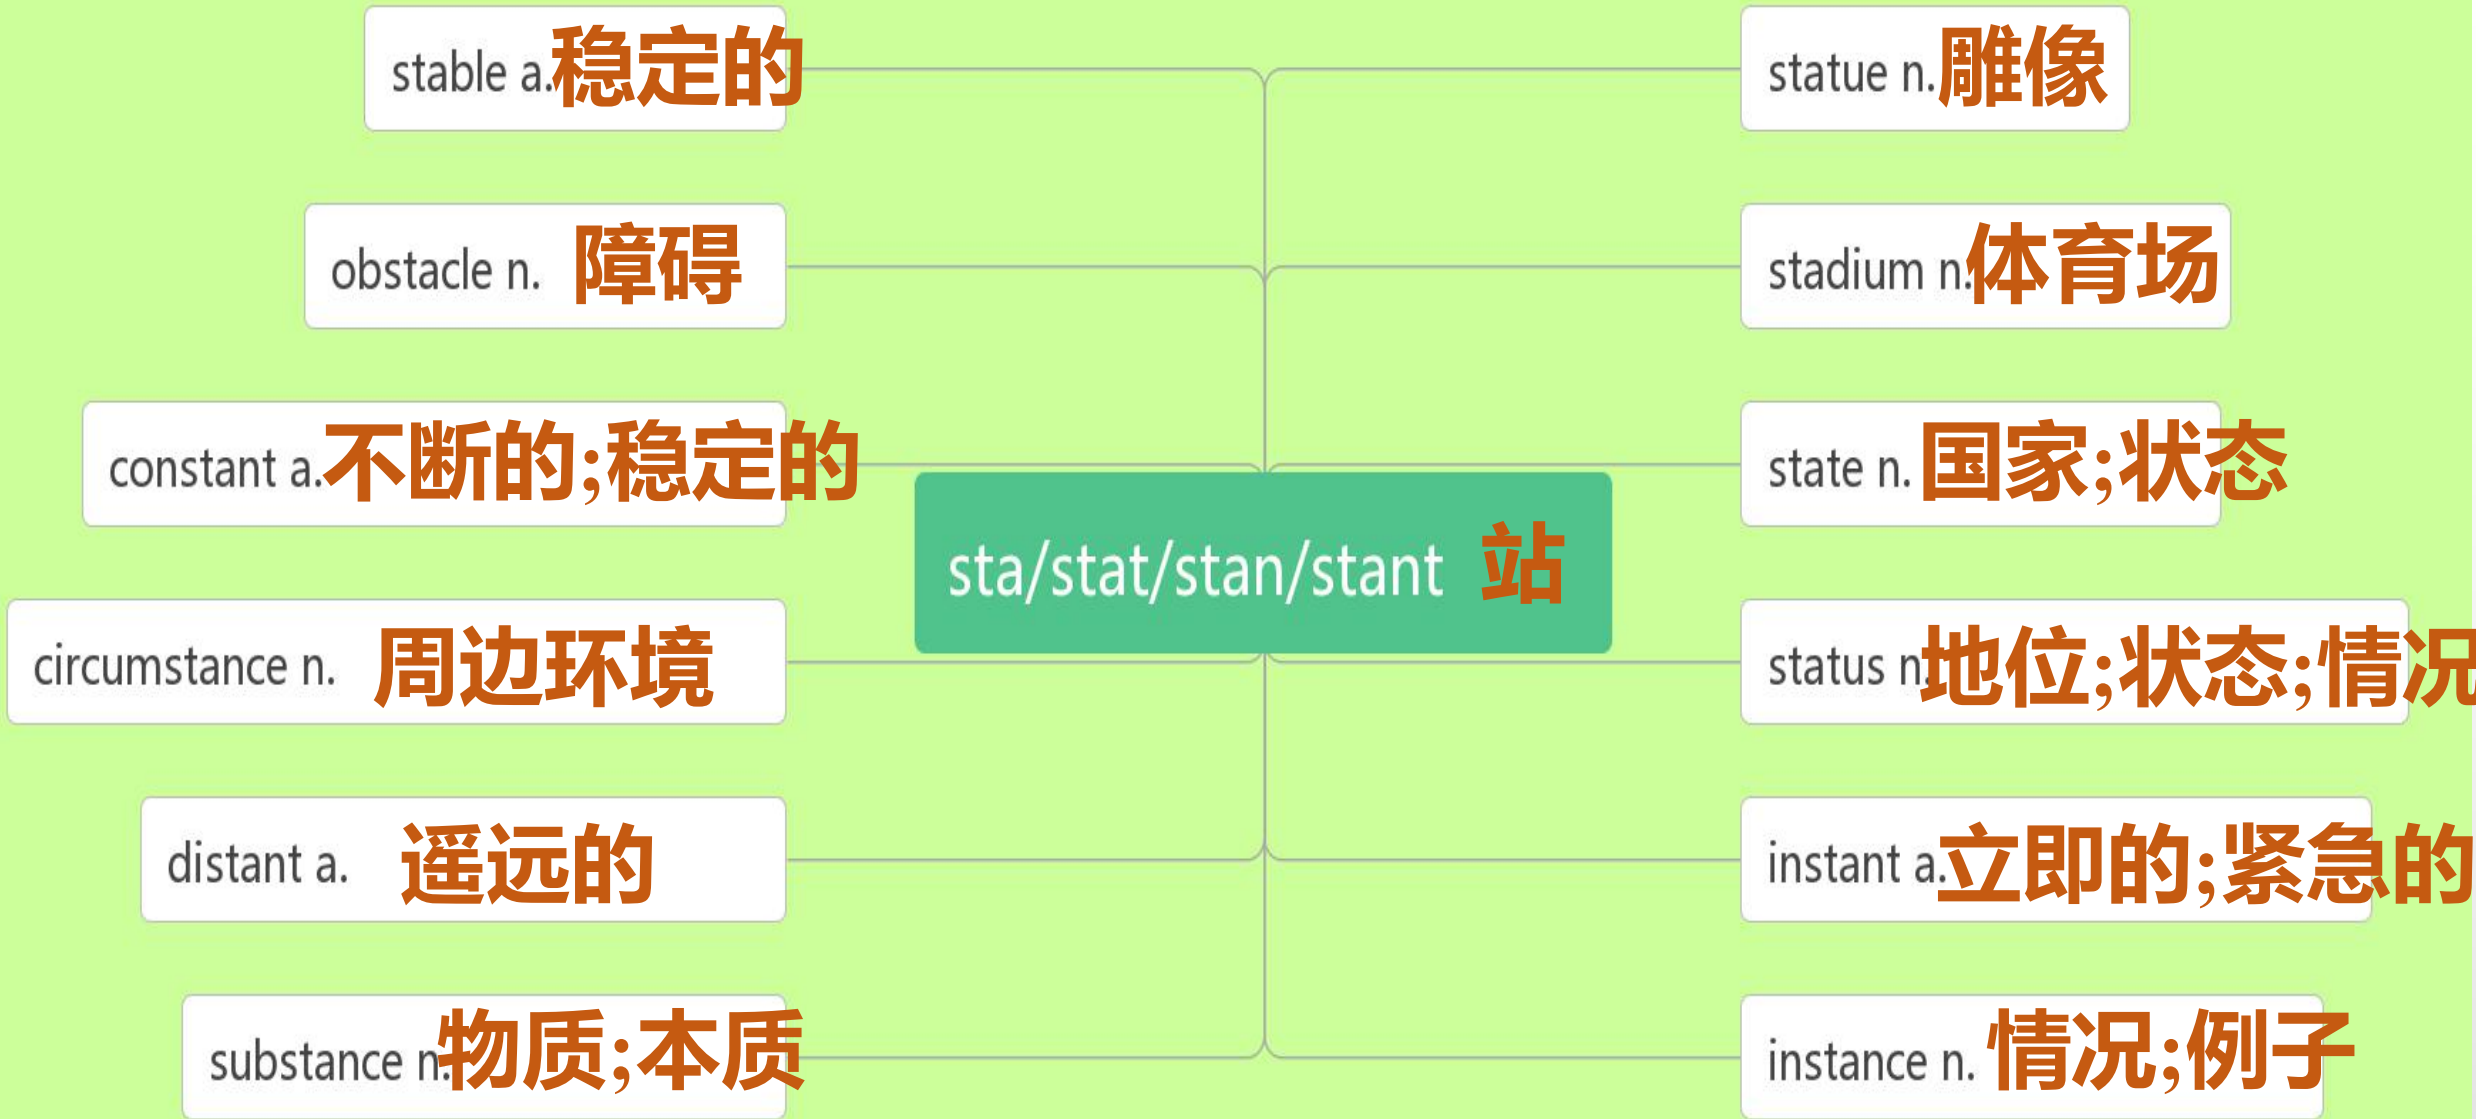 stable a.稳定的
obstacle n. 障碍
constant a.不断的;稳定的
circumstance n. 周边环境
distant a. 遥远的
substance n.物质;本质
sta/stat/stan/stant 站
statue n.雕像
stadium n.体育场
state n.国家;状态
status n.地位;状态;情况
instant a.立即的;紧急的
instance n.情况;例子